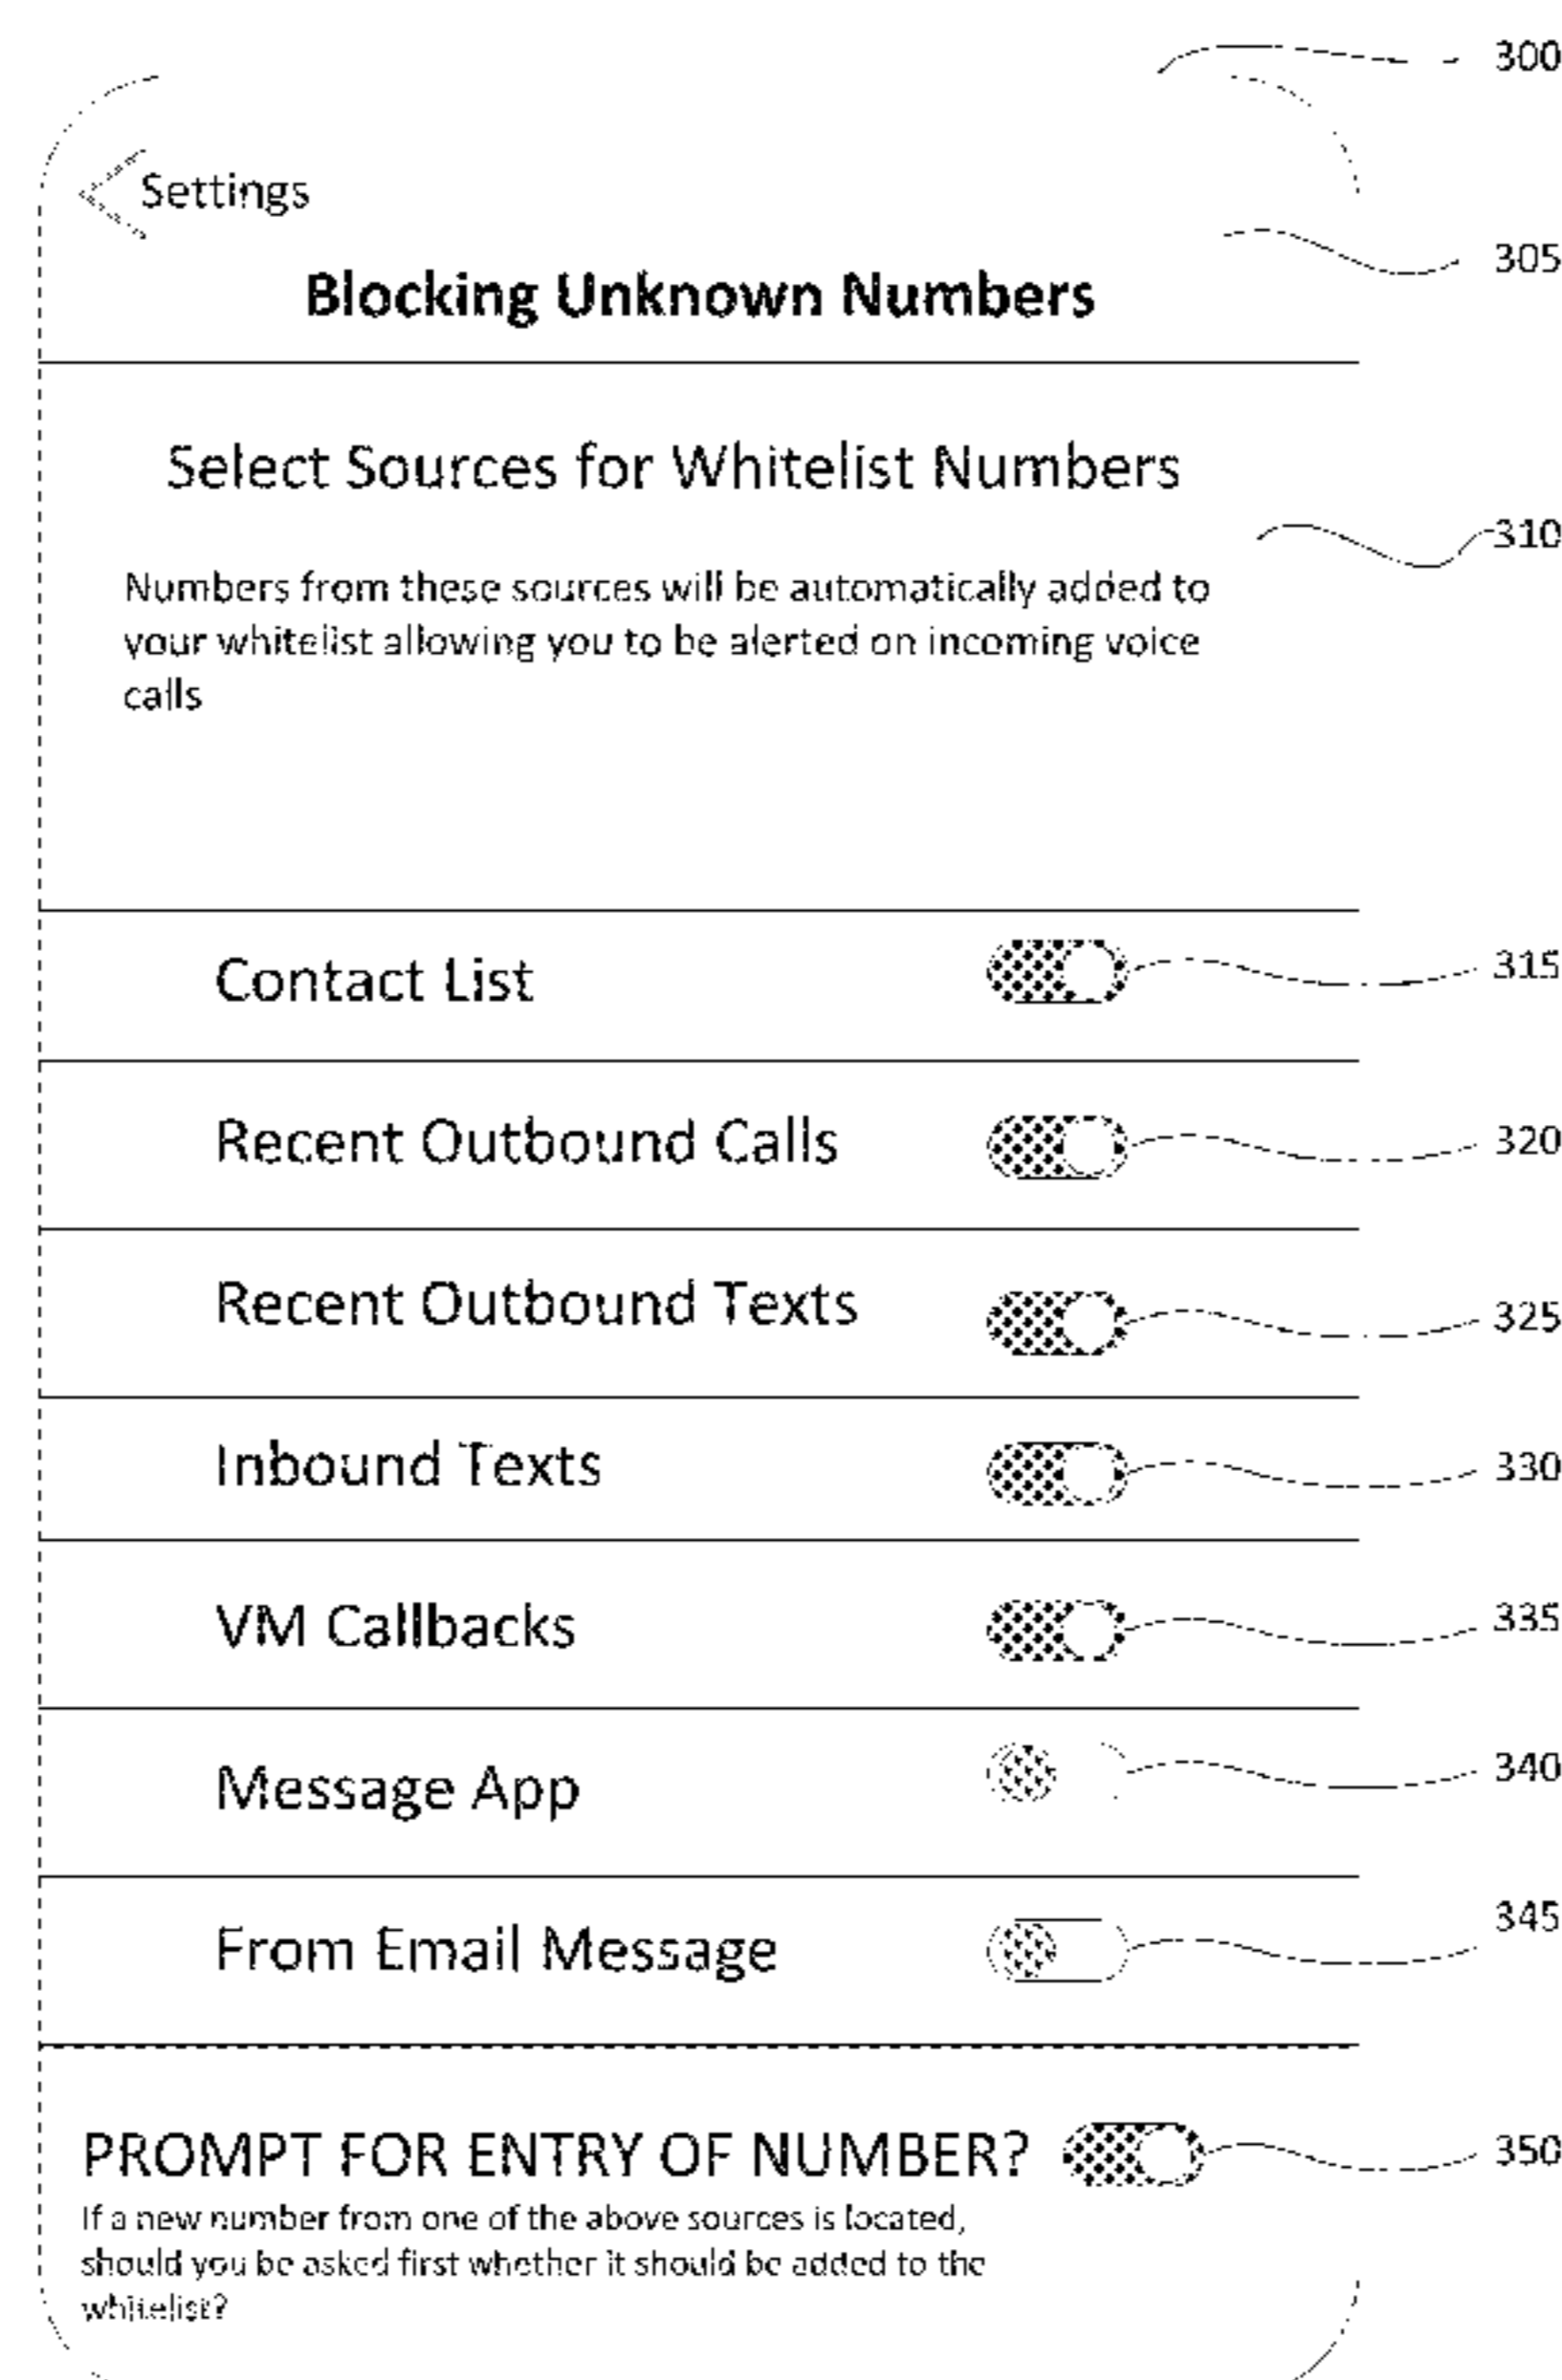 300
Settings
305
Blocking Unknown Numbers
Select Sources for Whitelist Numbers
310
Numbers from these sources will be automatically added to
your whitelist allowing you to be alerted on incoming voice
calls
Contact List 315
Recent Outbound Calls 320
Recent Outbound Texts 325
Inbound Texts 330
VM Callbacks 335
Message App 340
From Email Message 345
PROMPT FOR ENTRY OF NUMBER? 350
If a new number from one of the above sources is located,
should you be asked first whether it should be added to the
whitelist?